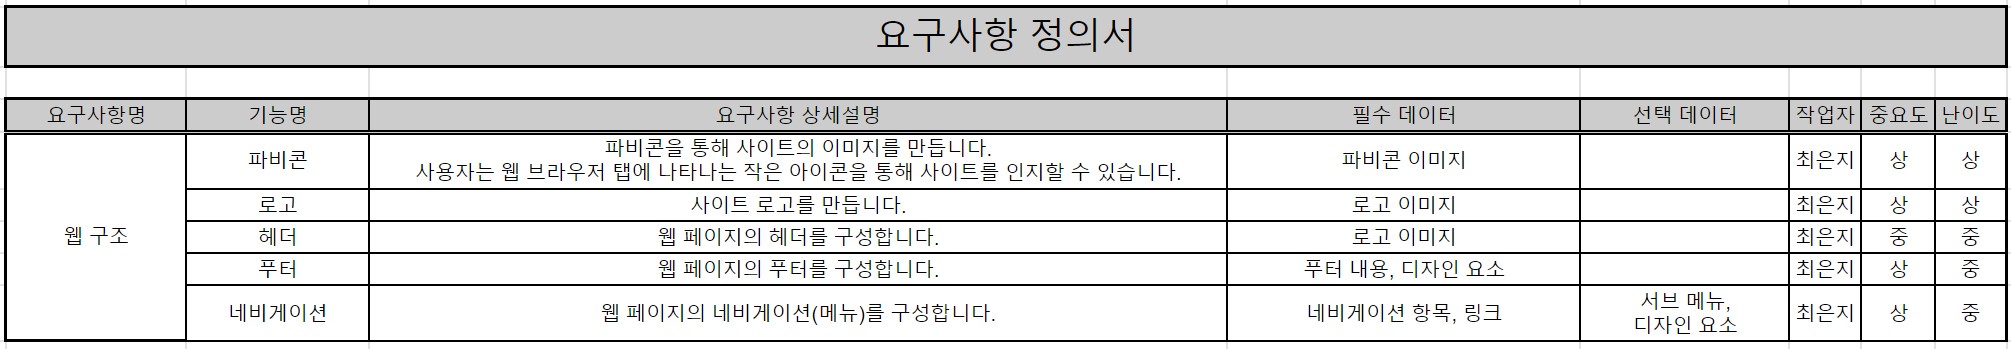 요구사항 정의서
요구사항명 기능명 요구사항 상세설명 필수 데이터 선택 데이터 작업자 중요도 난이도
웹 구조
파비콘
파비콘을 통해 사이트의 이미지를 만듭니다.
사용자는 웹 브라우저 탭에 나타나는 작은 아이콘을 통해 사이트를 인지할 수 있습니다.
파비콘 이미지 최은지 상 상
로고 사이트 로고를 만듭니다. 로고 이미지 최은지 상 상
헤더 웹 페이지의 헤더를 구성합니다. 로고 이미지 최은지 중 중
푸터 웹 페이지의 푸터를 구성합니다. 푸터 내용, 디자인 요소 최은지 상 중
네비게이션 웹 페이지의 네비게이션(메뉴)를 구성합니다. 네비게이션 항목, 링크
서브 메뉴,
디자인 요소
최은지 상 중